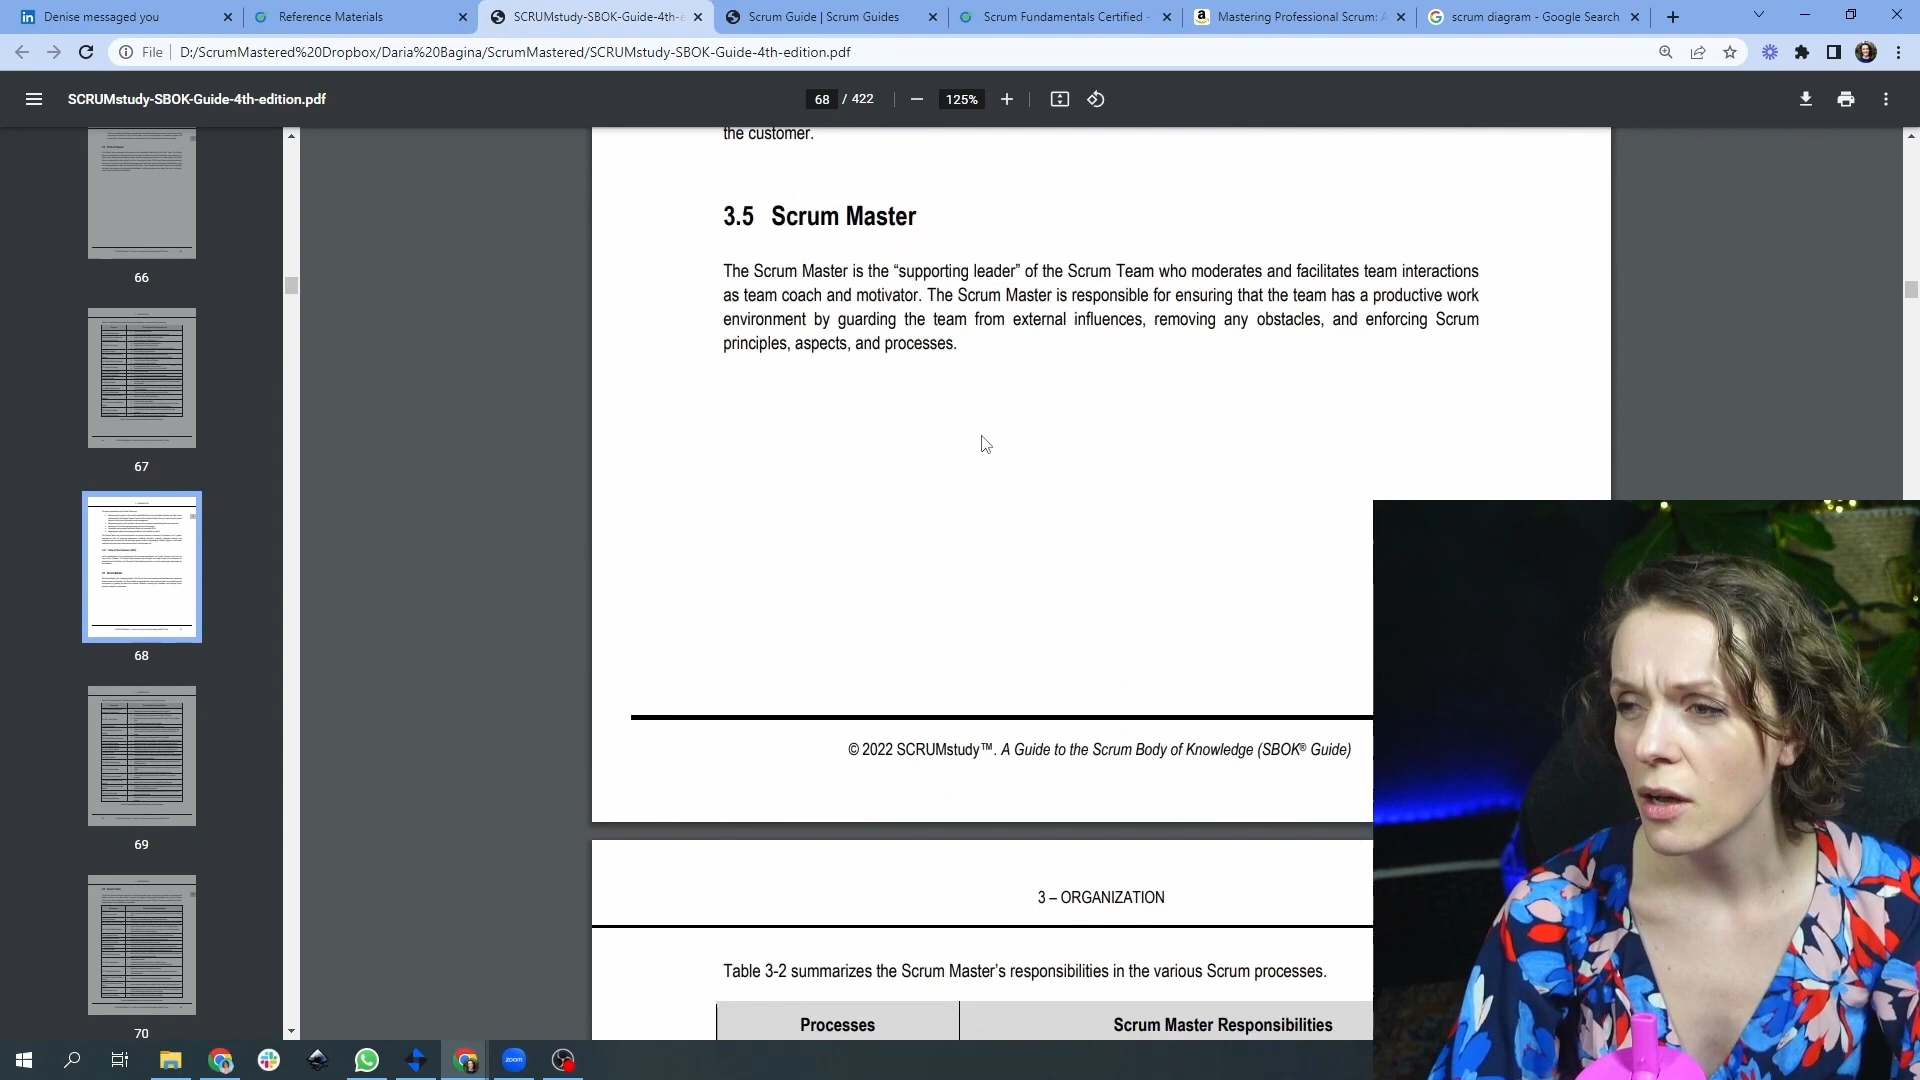 Denise messaged you
Reference Materials
SCRUMstudy-SBOK-Guide-4th-e
Scrum Guide | Scrum Guides
Scrum Fundamentals Certified -
Mastering Professional Scrum: A
scrum diagram - Google Search
File
D:/ScrumMastered%20Dropbox/Daria%20Bagina/ScrumMastered/SCRUMstudy-SBOK-Guide-4th-edition.pdf
SCRUMstudy-SBOK-Guide-4th-edition.pdf
68 / 422
125%
66
67
68
69
70
the customer.
3.5 Scrum Master
The Scrum Master is the “supporting leader” of the Scrum Team who moderates and facilitates team interactions
as team coach and motivator. The Scrum Master is responsible for ensuring that the team has a productive work
environment by guarding the team from external influences, removing any obstacles, and enforcing Scrum
principles, aspects, and processes.
© 2022 SCRUMstudy™. A Guide to the Scrum Body of Knowledge (SBOK® Guide)
3 – ORGANIZATION
Table 3-2 summarizes the Scrum Master’s responsibilities in the various Scrum processes.
Processes
Scrum Master Responsibilities
zoom